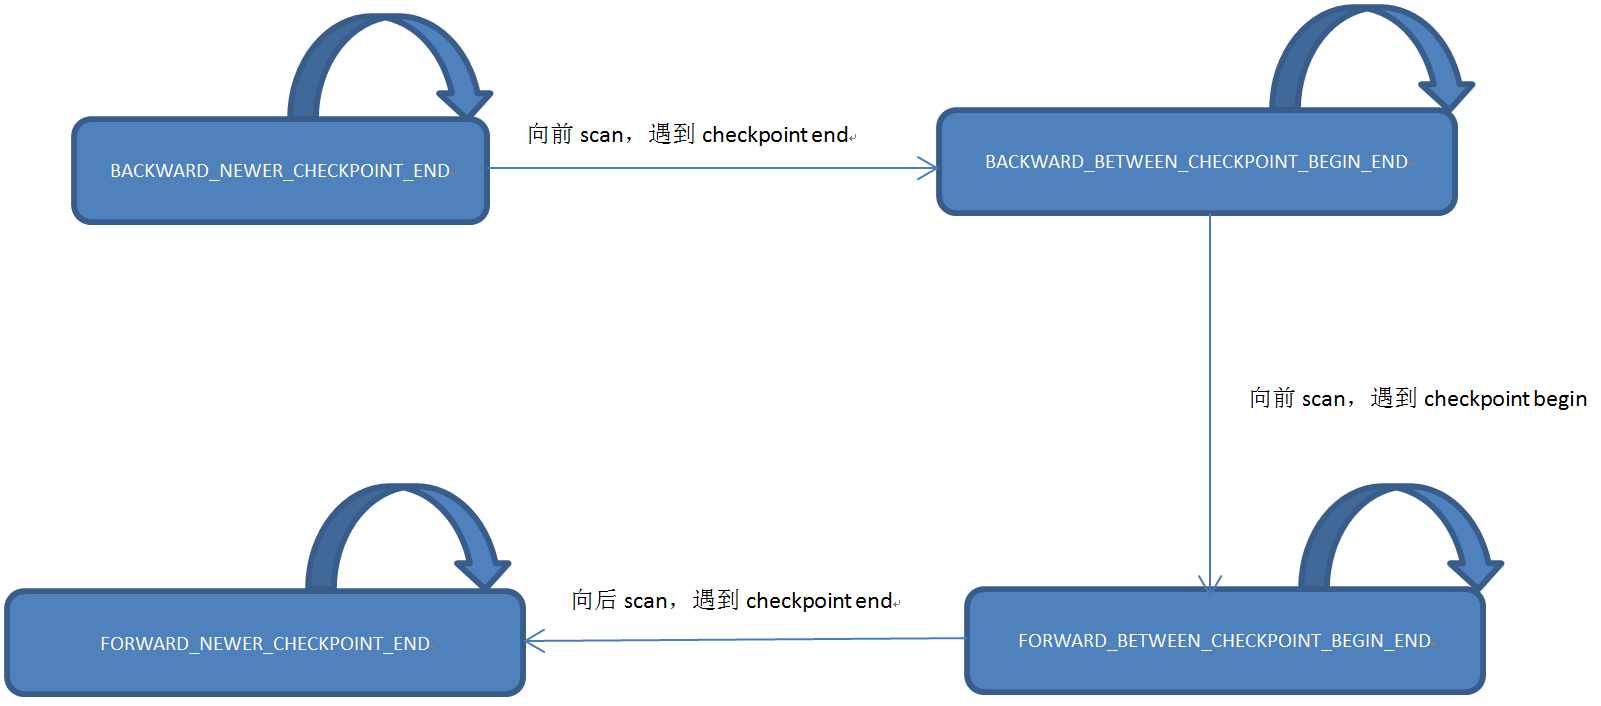 向前 scan，遇到 checkpoint end
BACKWARD_NEWER_CHECKPOINT_END
BACKWARD_BETWEEN_CHECKPOINT_BEGIN_END
向前 scan，遇到 checkpoint begin
向后 scan，遇到 checkpoint end
FORWARD_NEWER_CHECKPOINT_END
FORWARD_BETWEEN_CHECKPOINT_BEGIN_END